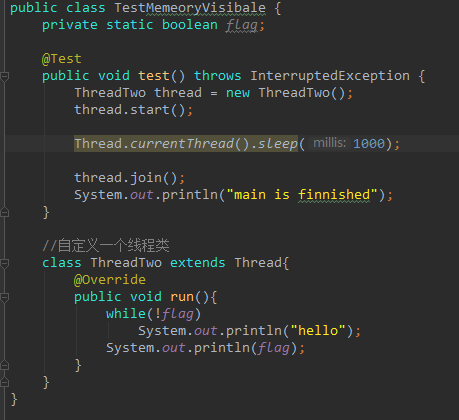 public class TestMemeoryVisibale {
private static boolean flag;
@Test
public void test() throws InterruptedException {
ThreadTwo thread = new ThreadTwo();
thread.start();
Thread.currentThread().sleep( millis: 1000);
thread.join();
System.out.println("main is finnished");
}
//自定义一个线程类
class ThreadTwo extends Thread{
@Override
public void run(){
while(!flag)
System.out.println("hello");
System.out.println(flag);
}
}
}